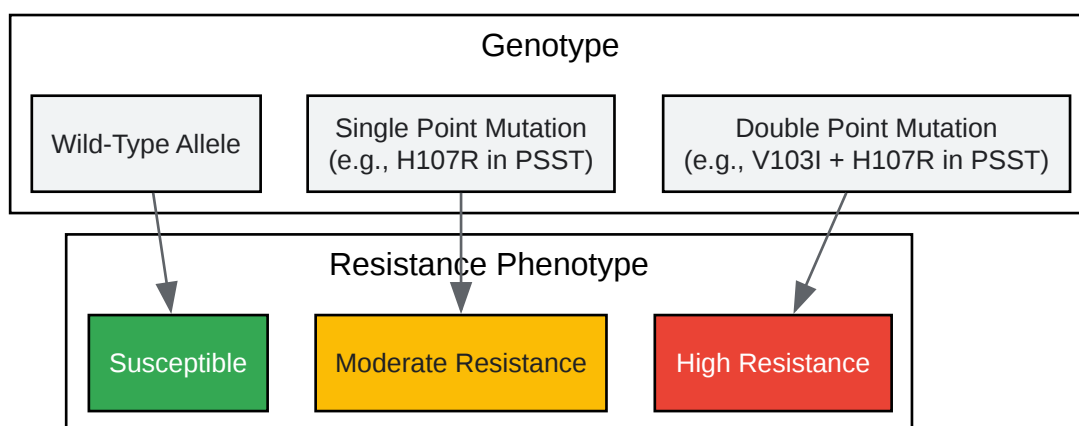 Genotype
Wild-Type Allele
Single Point Mutation
(e.g., H107R in PSST)
Double Point Mutation
(e.g., V103I + H107R in PSST)
Resistance Phenotype
Susceptible
Moderate Resistance
High Resistance